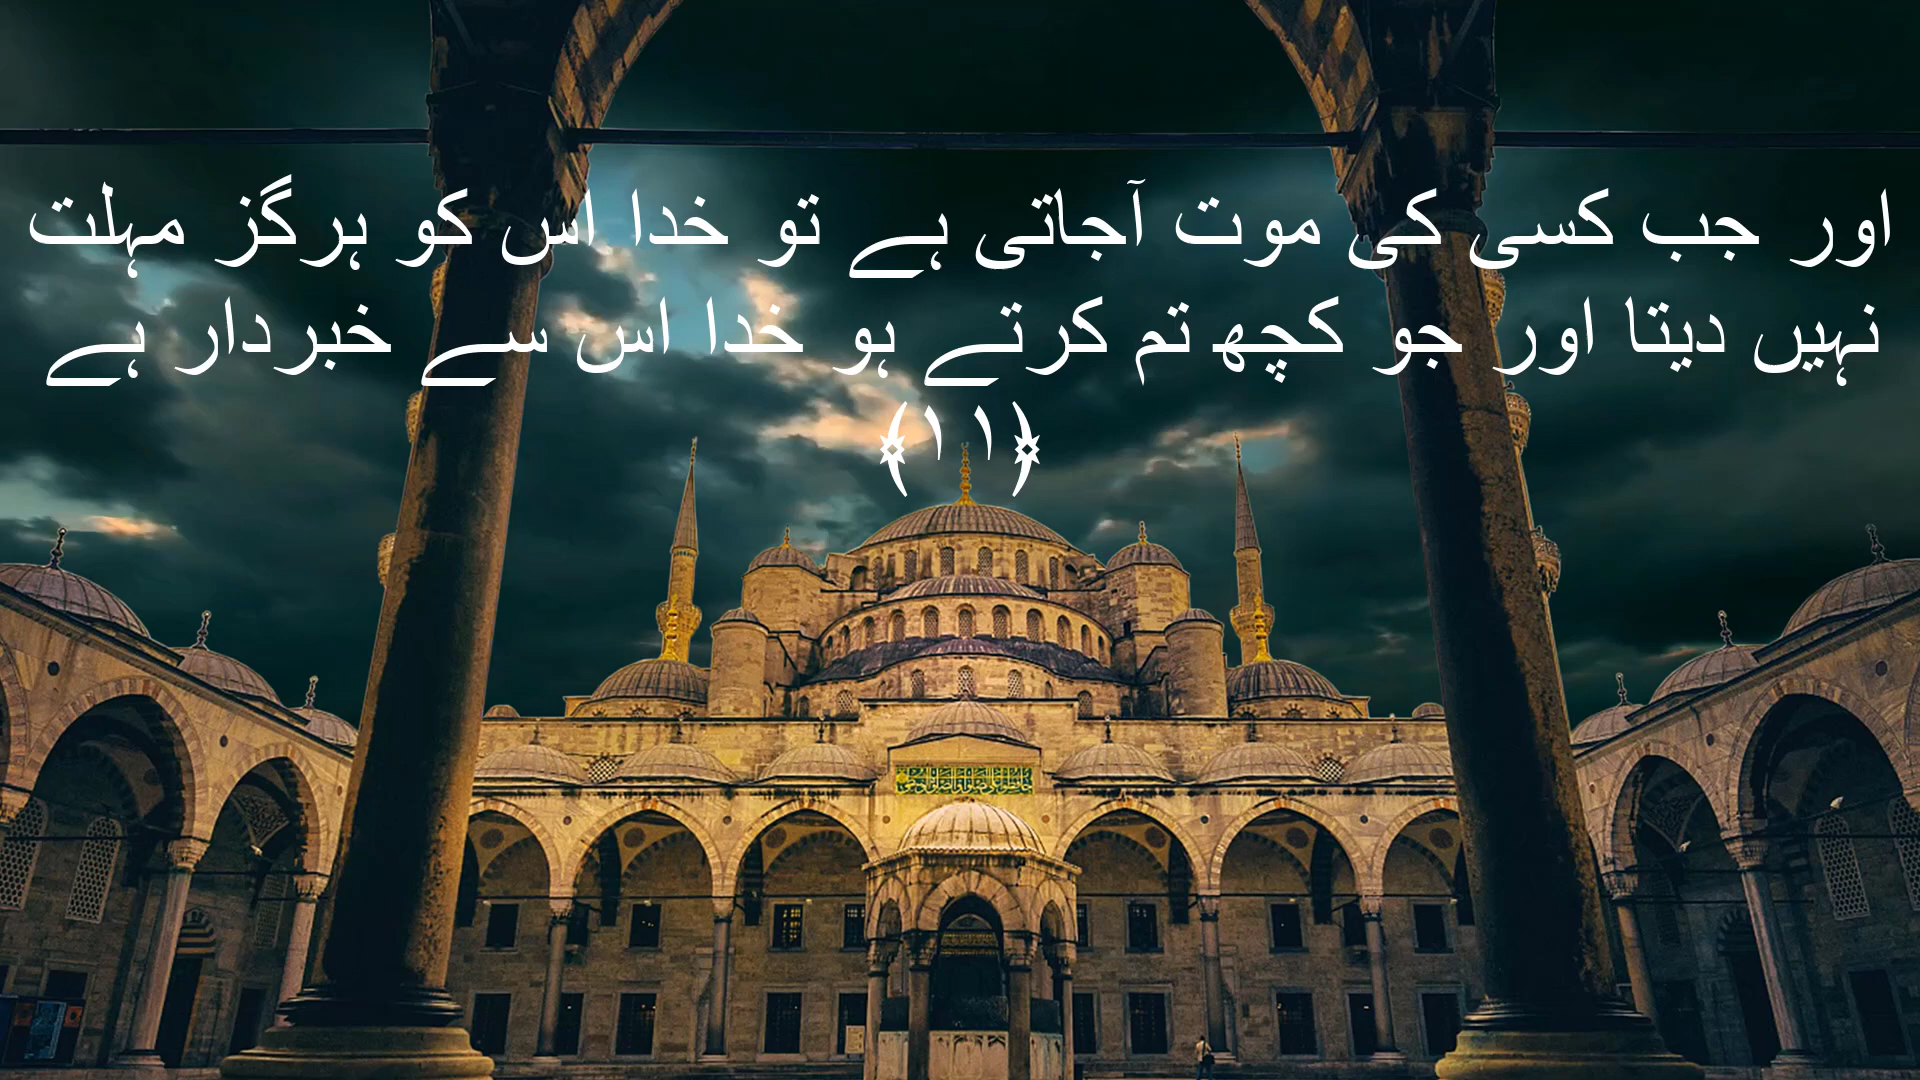 اور جب کسی کی موت آجاتی ہے تو خدا اس کو ہرگز مہلت
نہیں دیتا اور جو کچھ تم کرتے ہو خدا اس سے خبردار ہے
﴿۱۱﴾